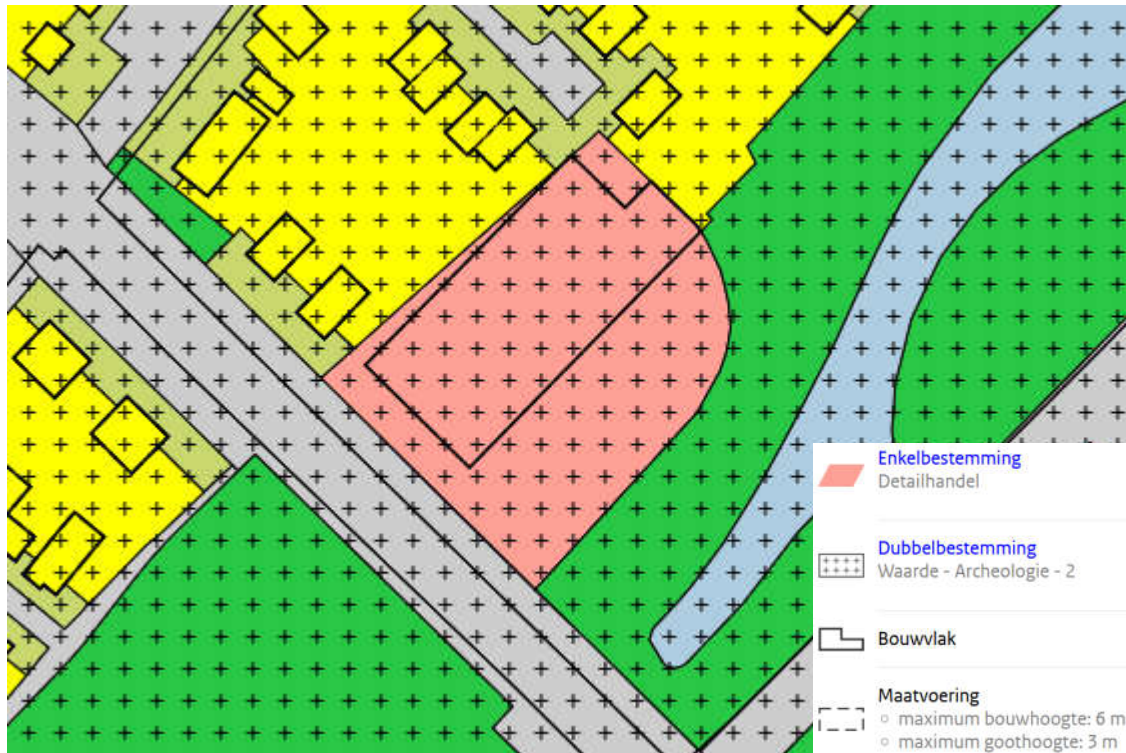 Enkelbestemming
Detailhandel
Dubbelbestemming
Waarde - Archeologie - 2
Bouwvlak
Maatvoering
○ maximum bouwhoogte: 6 m
○ maximum goothoogte: 3 m